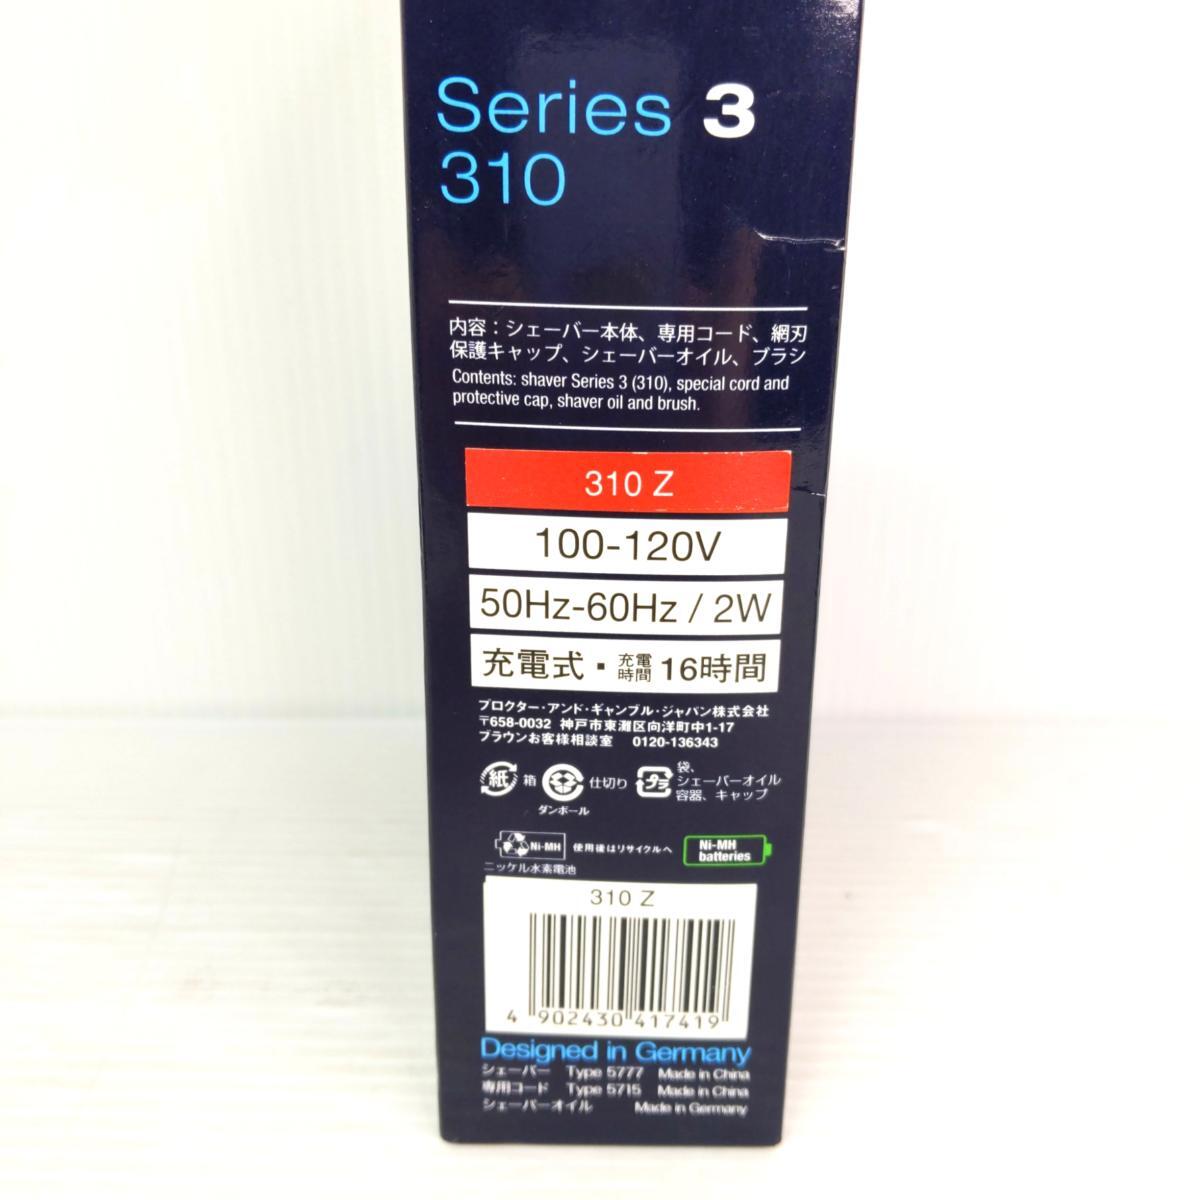 Series 3
310
内容：シェーバー本体、専用コード、網刃
保護キャップ、シェーバーオイル、ブラシ
Contents: shaver Series 3 (310), special cord and
protective cap, shaver oil and brush.
310 Z
100-120V
50Hz-60Hz / 2W
充電式・充電時間 16時間
プロクター・アンド・ギャンブル・ジャパン株式会社
〒658-0032 神戸市東灘区向洋町中1-17
ブラウンお客様相談室 0120-136343
紙 箱 仕切り プラ 袋、
シェーバーオイル
容器、キャップ
ダンボール
Ni-MH 使用後はリサイクルへ Ni-MH
batteries
ニッケル水素電池
310 Z
4 902430 417419
Designed in Germany
シェーバー Type 5777 Made in China
専用コード Type 5715 Made in China
シェーバーオイル Made in Germany